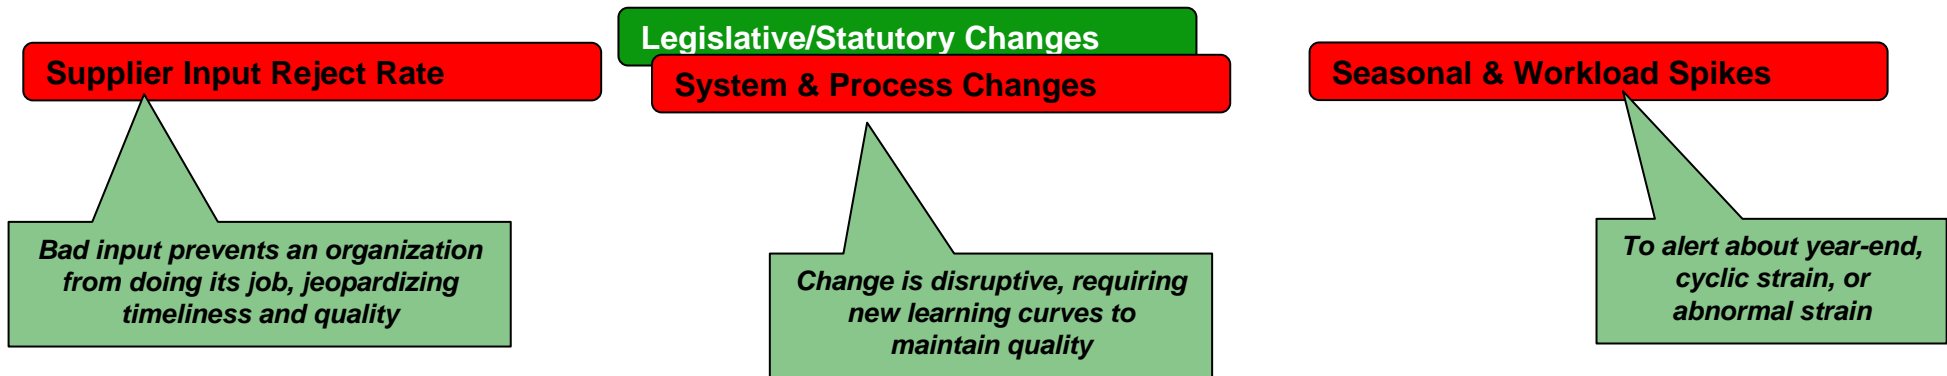 Supplier Input Reject Rate
Bad input prevents an organization
from doing its job, jeopardizing
timeliness and quality
Legislative/Statutory Changes
System & Process Changes
Change is disruptive, requiring
new learning curves to
maintain quality
Seasonal & Workload Spikes
To alert about year-end,
cyclic strain, or
abnormal strain